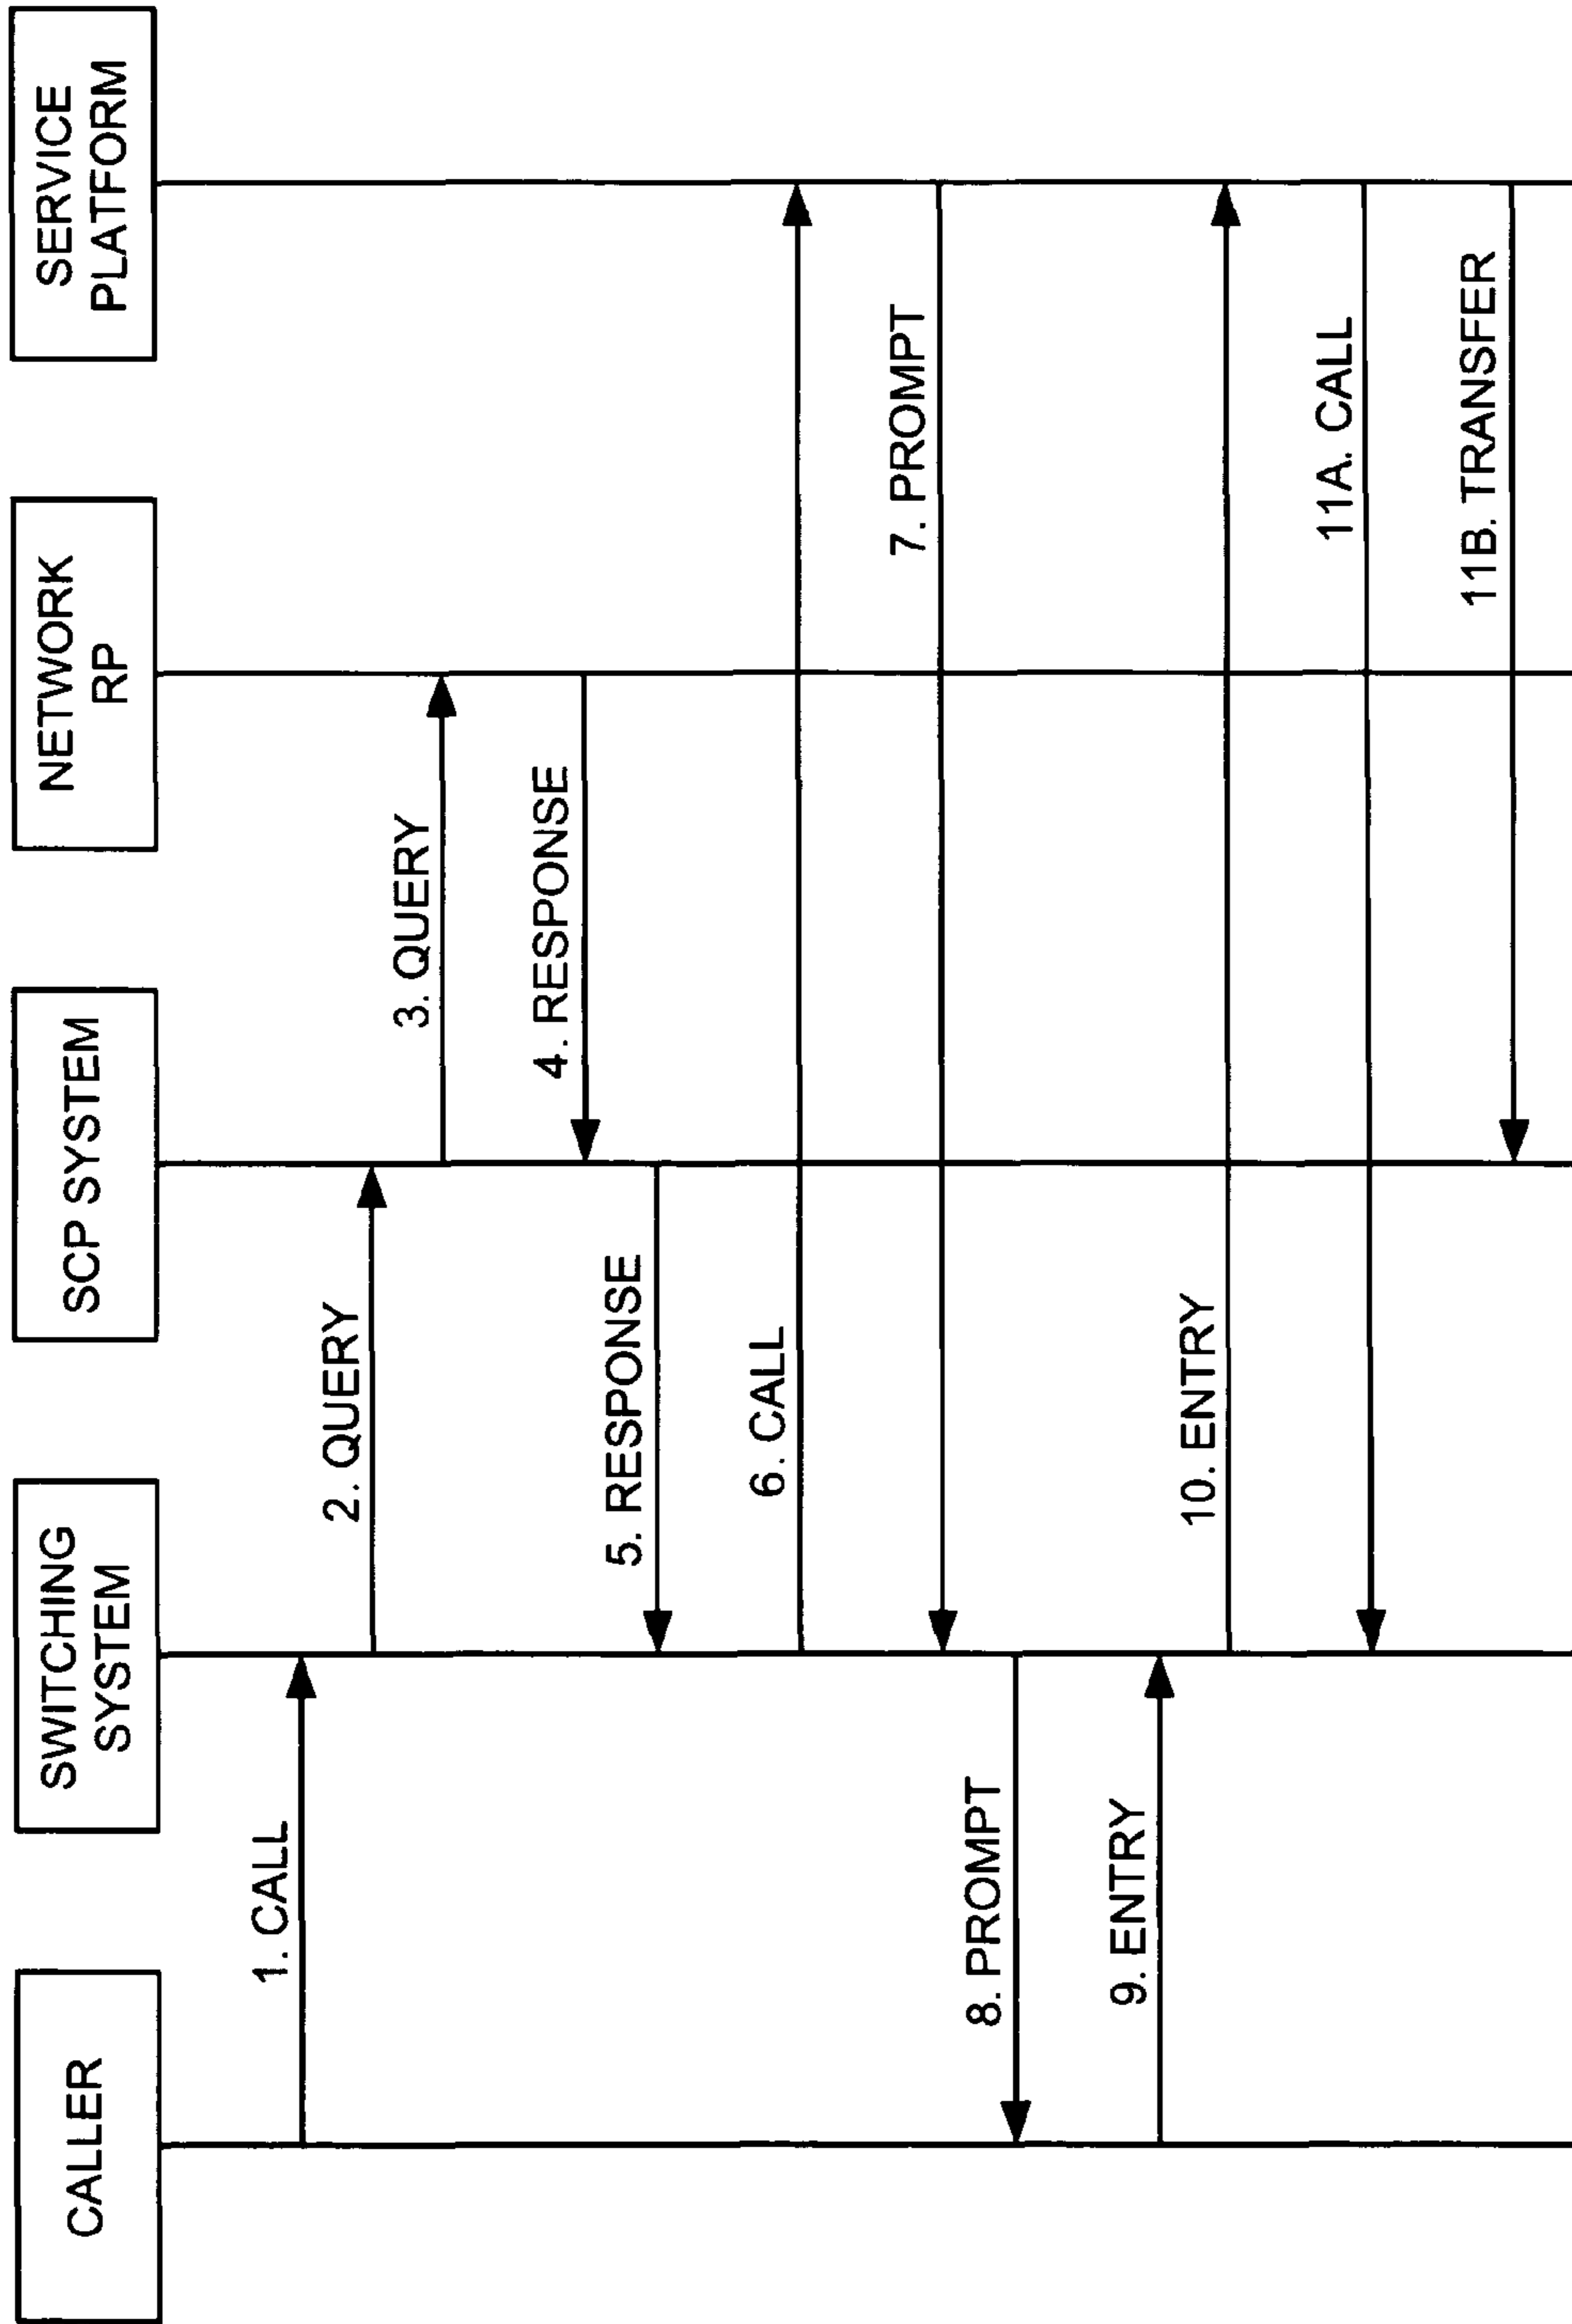 CALLER
SWITCHING
SYSTEM
SCP SYSTEM
NETWORK
RP
SERVICE
PLATFORM
1. CALL
2. QUERY
3. QUERY
4. RESPONSE
5. RESPONSE
6. CALL
7. PROMPT
8. PROMPT
9. ENTRY
10. ENTRY
11A. CALL
11B. TRANSFER